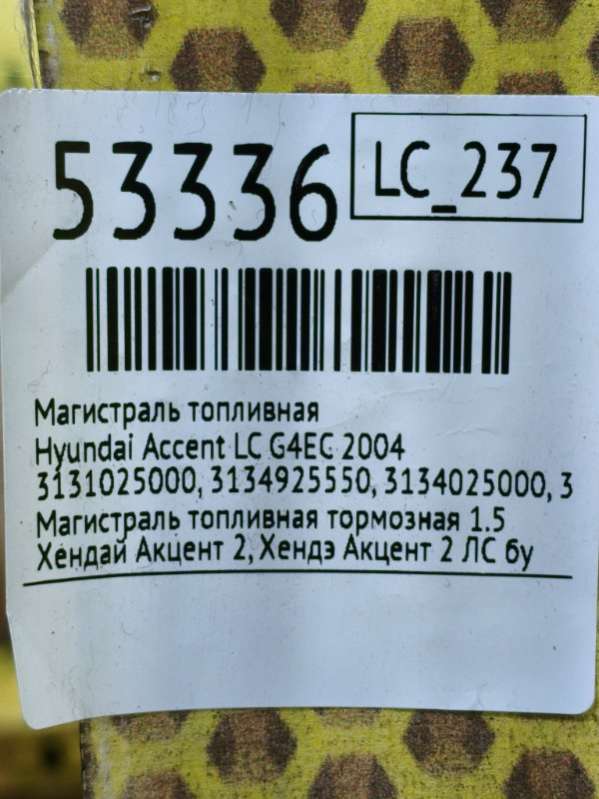 53336
LC_237
Магистраль топливная
Hyundai Accent LC G4EC 2004
3131025000, 3134925550, 3134025000, 3
Магистраль топливная тормозная 1.5
Хендай Акцент 2, Хендэ Акцент 2 ЛС бу